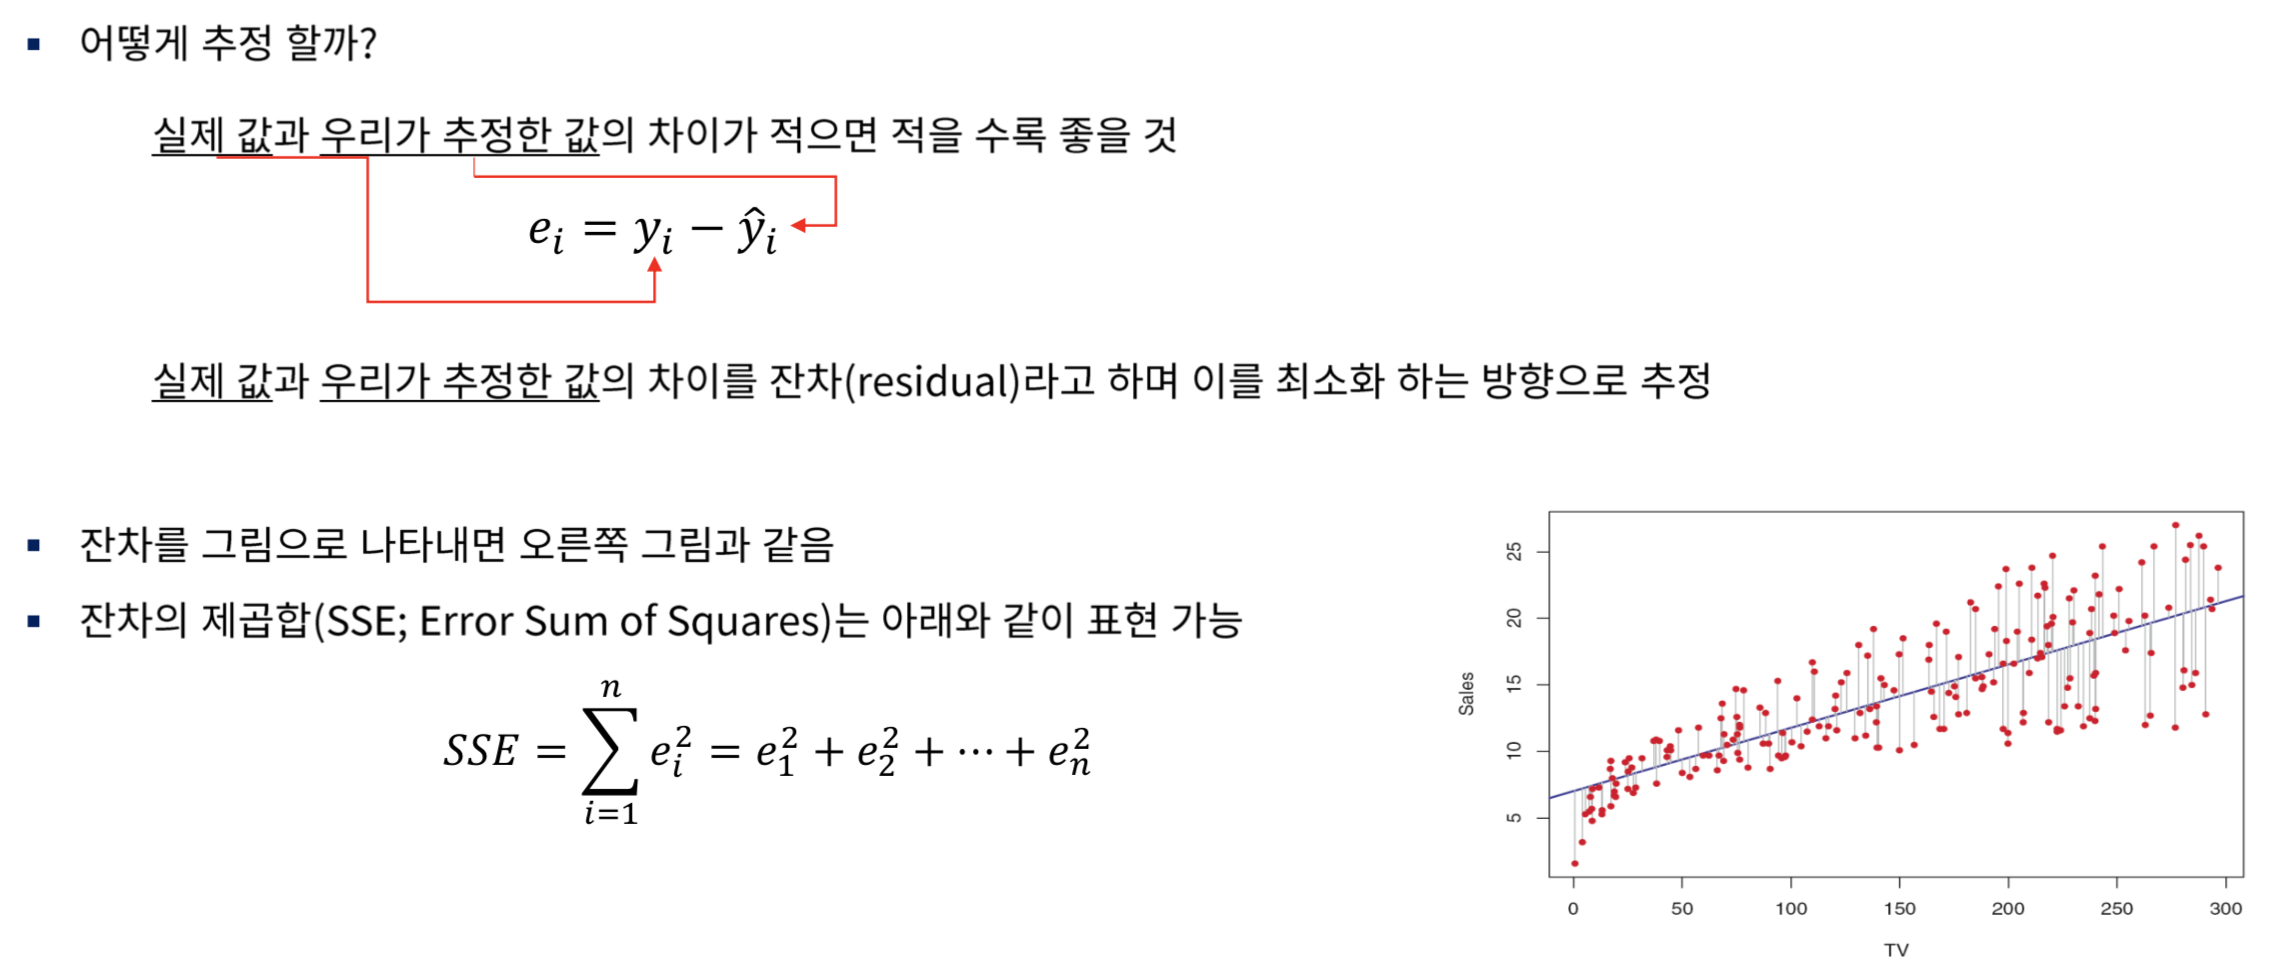 ▪ 어떻게 추정 할까?
실제 값과 우리가 추정한 값의 차이가 적으면 적을 수록 좋을 것
e_i = y_i − ŷ_i
실제 값과 우리가 추정한 값의 차이를 잔차(residual)라고 하며 이를 최소화 하는 방향으로 추정
▪ 잔차를 그림으로 나타내면 오른쪽 그림과 같음
▪ 잔차의 제곱합(SSE; Error Sum of Squares)는 아래와 같이 표현 가능
SSE = ∑_{i=1}^{n} e_i^2 = e_1^2 + e_2^2 + ⋯ + e_n^2
25
20
15
10
5
Sales
0 50 100 150 200 250 300
TV